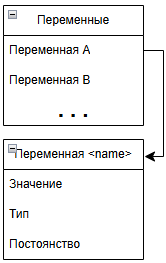 Переменные
Переменная A
Переменная B
...
Переменная <name>
Значение
Тип
Постоянство